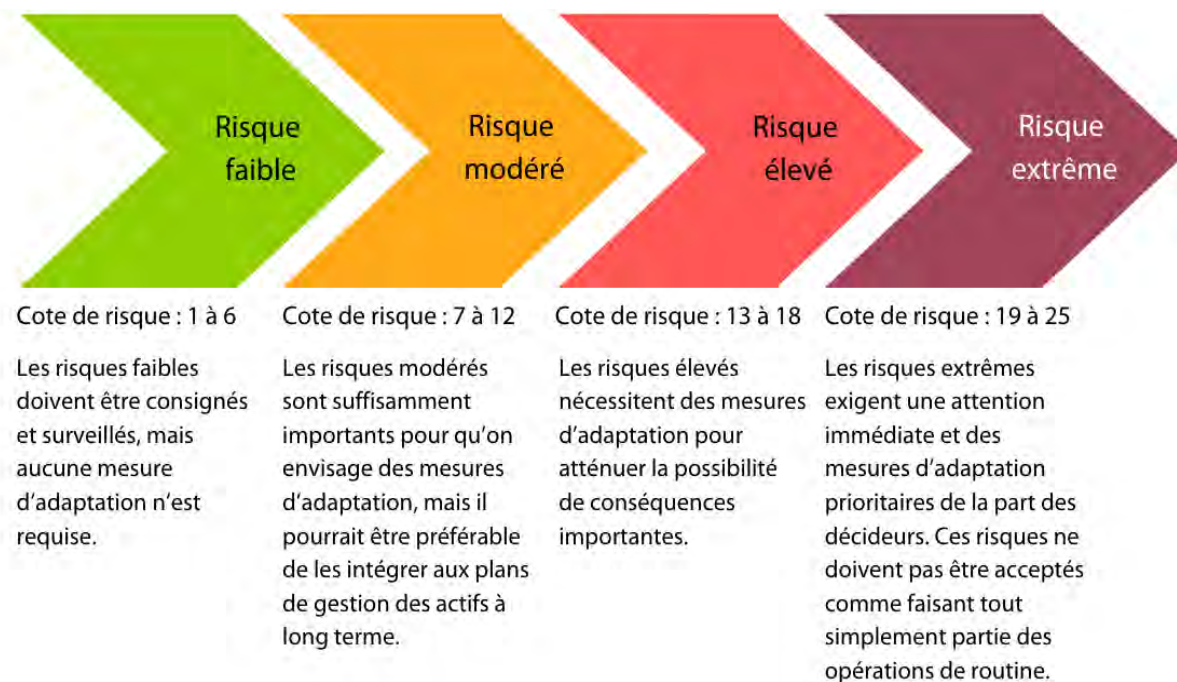 Risque
faible
Risque
modéré
Risque
élevé
Risque
extrême
Cote de risque : 1 à 6
Les risques faibles
doivent être consignés
et surveillés, mais
aucune mesure
d’adaptation n’est
requise.
Cote de risque : 7 à 12
Les risques modérés
sont suffisamment
importants pour qu’on
envisage des mesures
d’adaptation, mais il
pourrait être préférable
de les intégrer aux plans
de gestion des actifs à
long terme.
Cote de risque : 13 à 18
Les risques élevés
nécessitent des mesures
d’adaptation pour
atténuer la possibilité
de conséquences
importantes.
Cote de risque : 19 à 25
Les risques extrêmes
exigent une attention
immédiate et des
mesures d’adaptation
prioritaires de la part des
décideurs. Ces risques ne
doivent pas être acceptés
comme faisant tout
simplement partie des
opérations de routine.